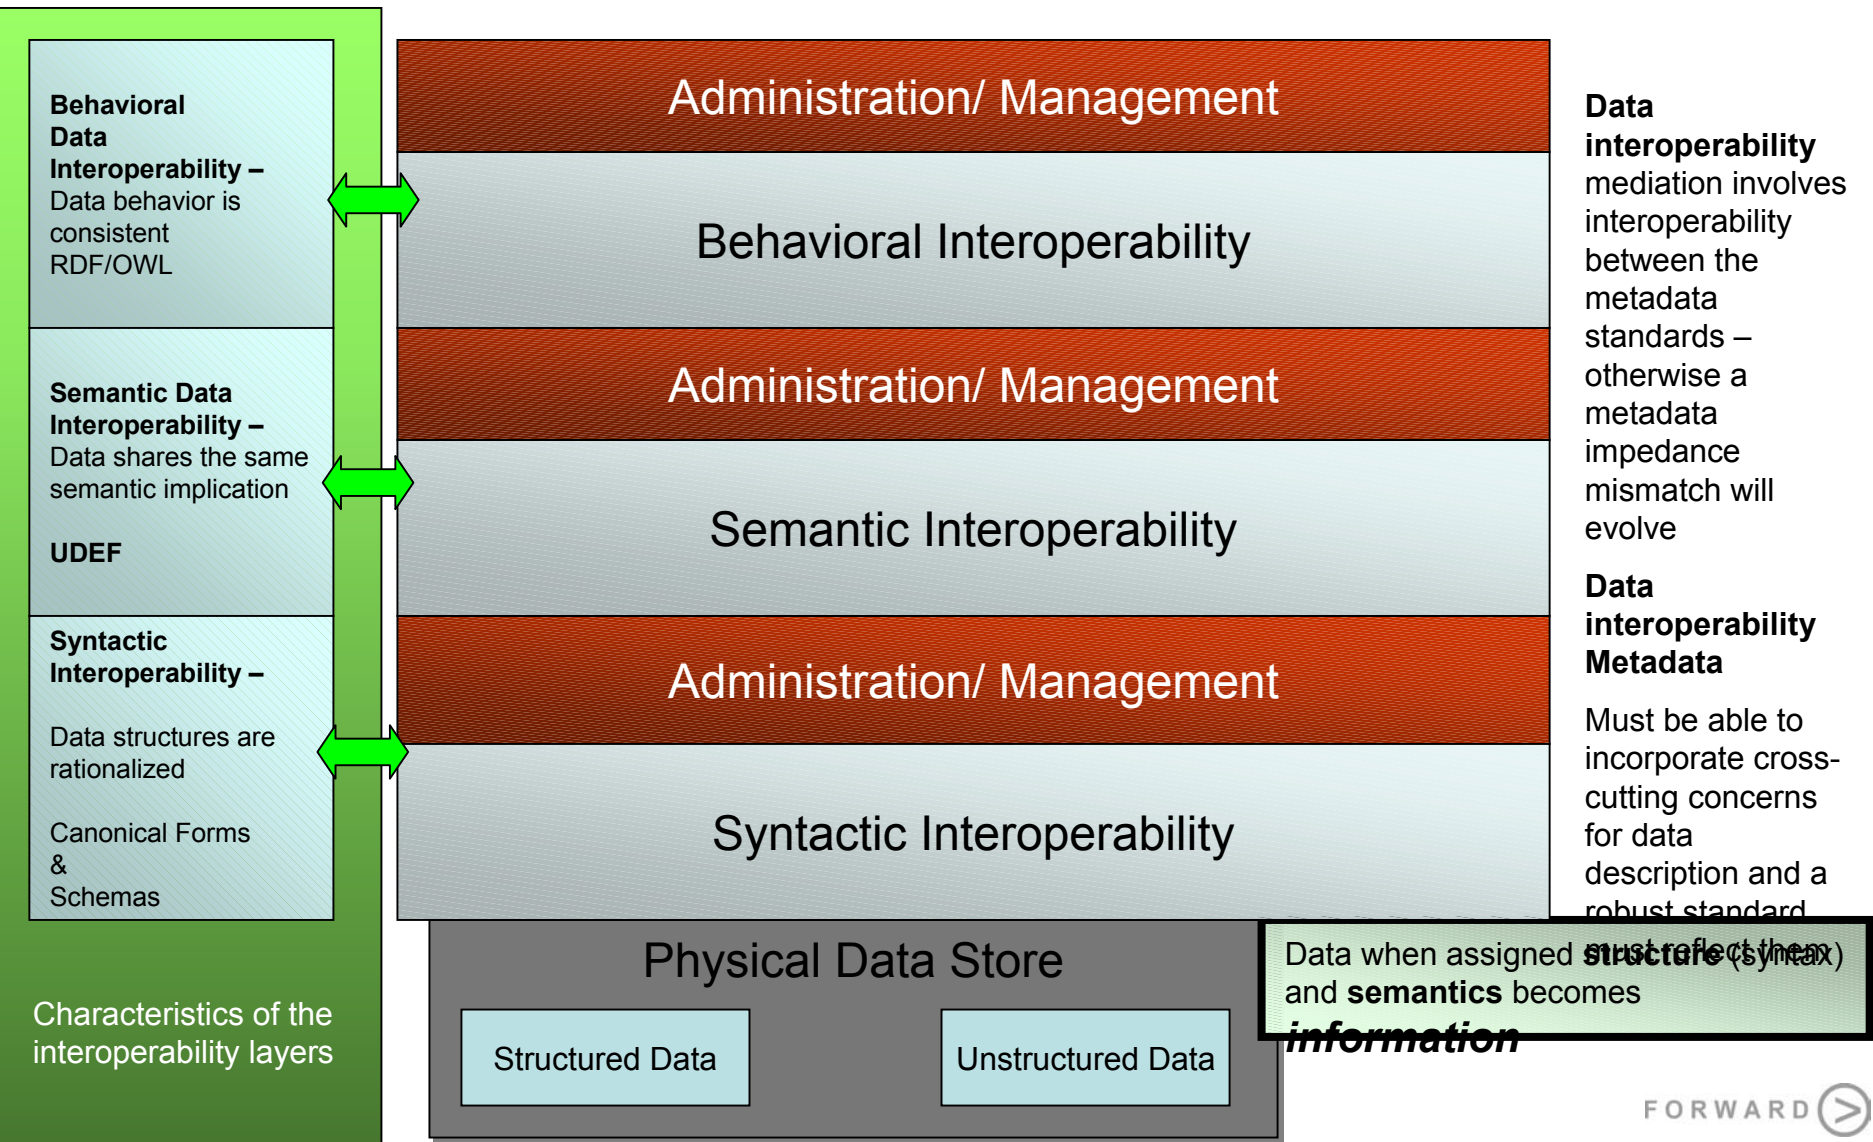 Behavioral
Data
Interoperability –
Data behavior is
consistent
RDF/OWL
Semantic Data
Interoperability –
Data shares the same
semantic implication
UDEF
Syntactic
Interoperability –
Data structures are
rationalized
Canonical Forms
&
Schemas
Characteristics of the
interoperability layers
Administration/ Management
Behavioral Interoperability
Administration/ Management
Semantic Interoperability
Administration/ Management
Syntactic Interoperability
Physical Data Store
Structured Data
Unstructured Data
Data
interoperability
mediation involves
interoperability
between the
metadata
standards –
otherwise a
metadata
impedance
mismatch will
evolve
Data
interoperability
Metadata
Must be able to
incorporate cross-
cutting concerns
for data
description and a
robust standard
must reflect them
Data when assigned structure (syntax)
and semantics becomes
information
FORWARD